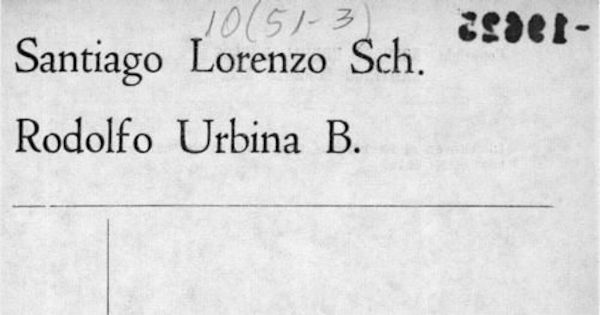 10(51-3)
Santiago Lorenzo Sch.
Rodolfo Urbina B.